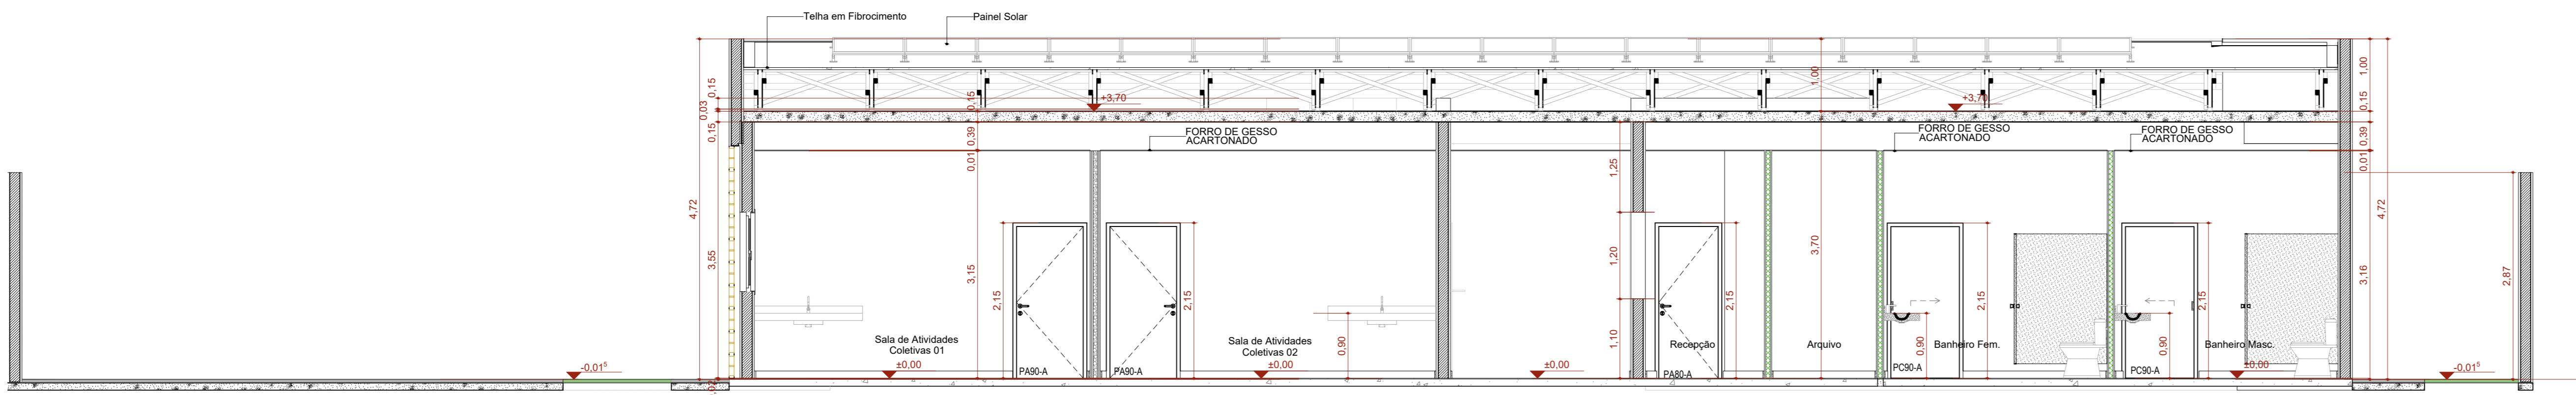 Telha em Fibrocimento
Painel Solar
4,72
0,15
0,03
0,15
3,55
+3,70
0,15
0,39
0,01
3,15
FORRO DE GESSO
ACARTONADO
1,25
1,20
1,10
1,00
3,70
+3,70
FORRO DE GESSO
ACARTONADO
FORRO DE GESSO
ACARTONADO
1,00
0,15
0,39
0,01
3,16
4,72
2,87
2,15
2,15
2,15
2,15
2,15
0,90
0,90
0,90
Sala de Atividades
Coletivas 01
Sala de Atividades
Coletivas 02
Recepção
Arquivo
Banheiro Fem.
Banheiro Masc.
-0,01⁵
±0,00
PA90-A
PA90-A
±0,00
±0,00
PA80-A
PC90-A
PC90-A
±0,00
-0,01⁵